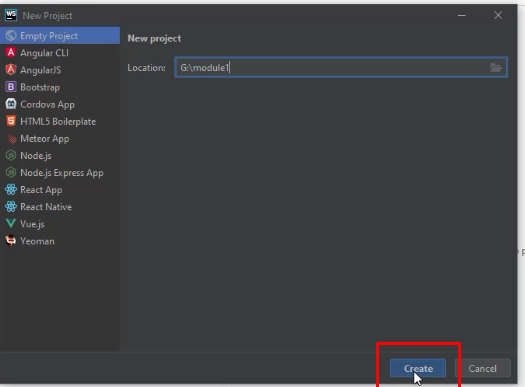 WS New Project
Empty Project
Angular CLI
AngularJS
Bootstrap
Cordova App
HTML5 Boilerplate
Meteor App
Node.js
Node.js Express App
React App
React Native
Vue.js
Yeoman
New project
Location: G:\module1
Create
Cancel